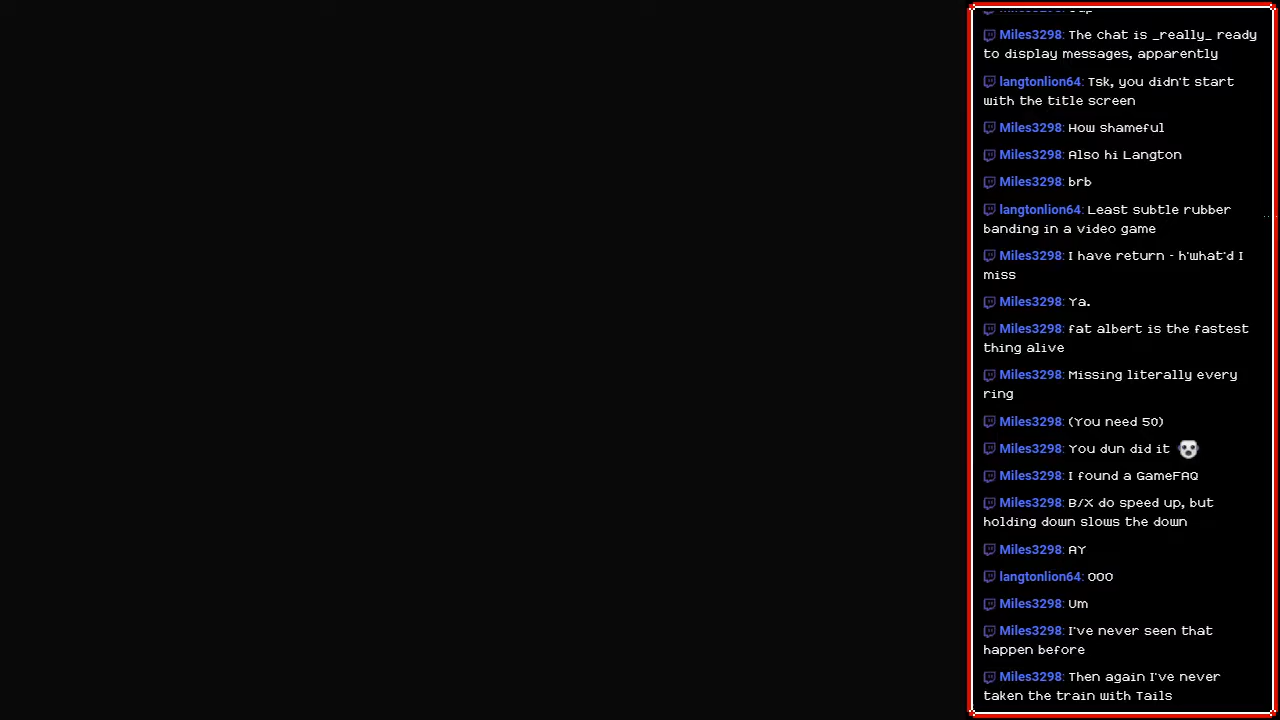 Miles3298: The chat is _really_ ready
to display messages, apparently
langtonlion64: Tsk, you didn't start
with the title screen
Miles3298: How shameful
Miles3298: Also hi Langton
Miles3298: brb
langtonlion64: Least subtle rubber
banding in a video game
Miles3298: I have return - h'what'd I
miss
Miles3298: Ya.
Miles3298: fat albert is the fastest
thing alive
Miles3298: Missing literally every
ring
Miles3298: (You need 50)
Miles3298: You dun did it
Miles3298: I found a GameFAQ
Miles3298: B/X do speed up, but
holding down slows the down
Miles3298: AY
langtonlion64: OOO
Miles3298: Um
Miles3298: I've never seen that
happen before
Miles3298: Then again I've never
taken the train with Tails